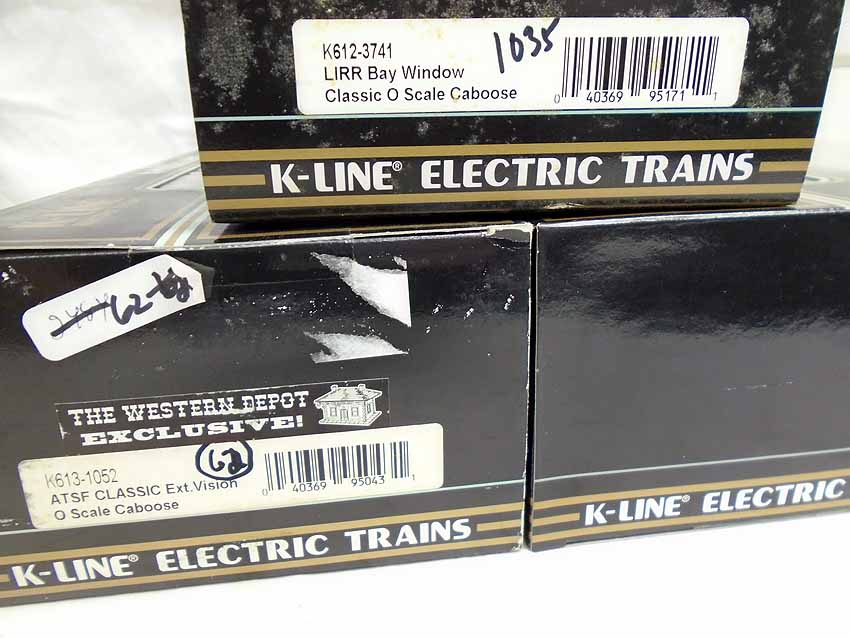 K612-3741
LIRR Bay Window
Classic O Scale Caboose
1035
0 40369 95171 1
K-LINE® ELECTRIC TRAINS
62-
THE WESTERN DEPOT
EXCLUSIVE!
62
K613-1052
ATSF CLASSIC Ext.Vision
O Scale Caboose
0 40369 95043 1
K-LINE® ELECTRIC TRAINS
K-LINE® ELECTRIC